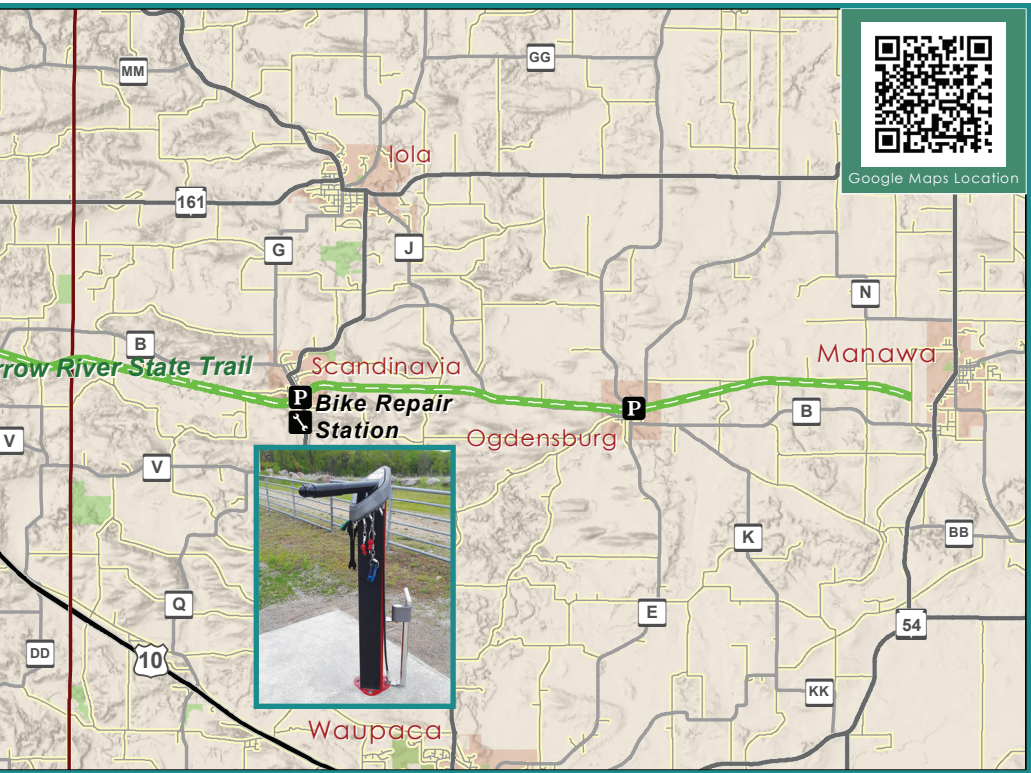 MM
GG
Iola
Google Maps Location
161
G
J
N
B
rrow River State Trail
Scandinavia
Manawa
P
Bike Repair
Station
P
B
Ogdensburg
V
V
K
BB
Q
E
54
DD
10
KK
Waupaca